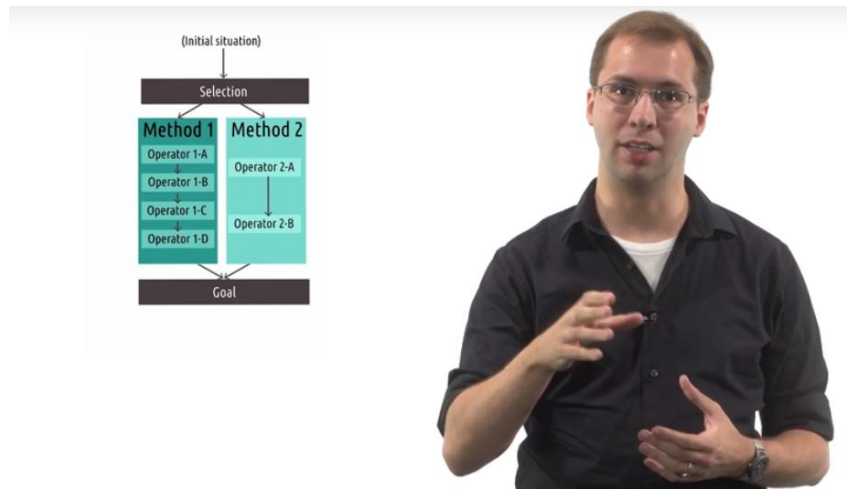 (Initial situation)
Selection
Method 1
Operator 1-A
Operator 1-B
Operator 1-C
Operator 1-D
Method 2
Operator 2-A
Operator 2-B
Goal